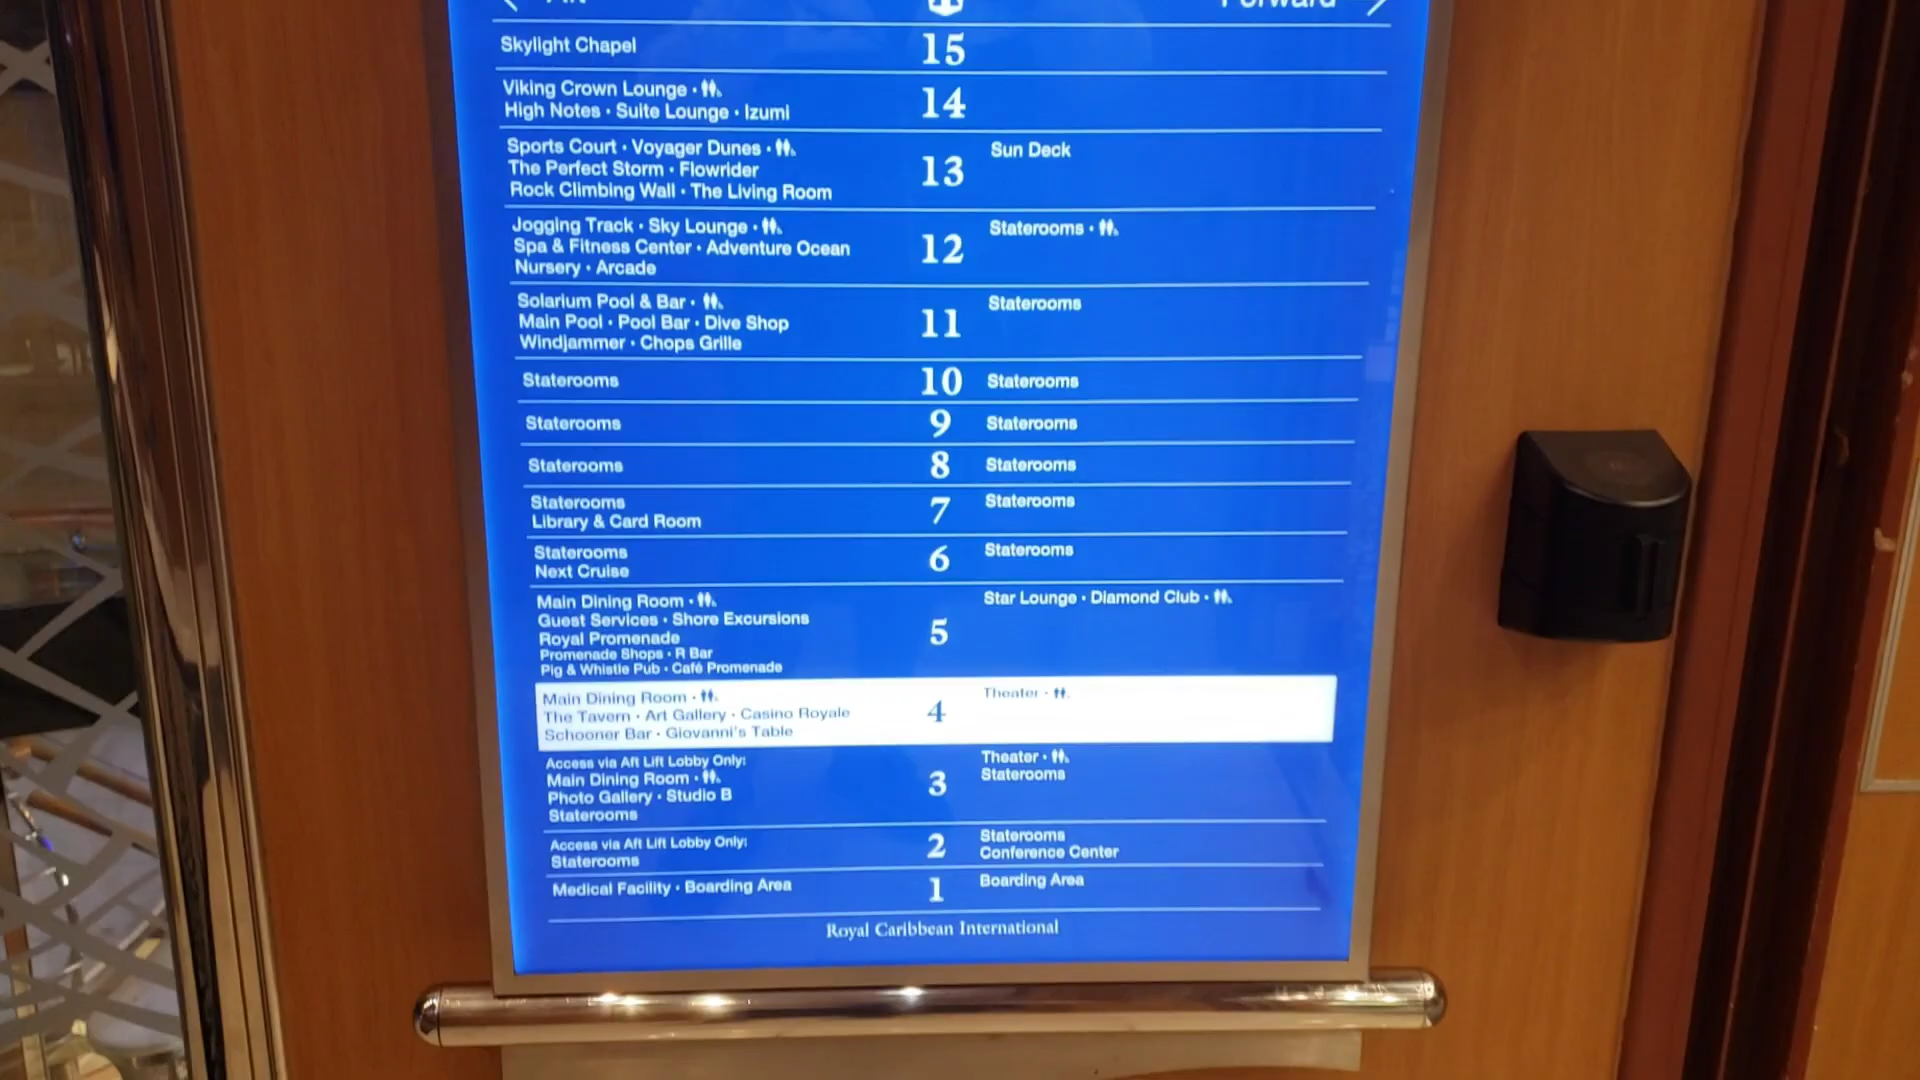 Aft Forward
Skylight Chapel 15
Viking Crown Lounge •
High Notes • Suite Lounge • Izumi
14
Sports Court • Voyager Dunes •
The Perfect Storm • Flowrider
Rock Climbing Wall • The Living Room
13
Sun Deck
Jogging Track • Sky Lounge •
Spa & Fitness Center • Adventure Ocean
Nursery • Arcade
12
Staterooms •
Solarium Pool & Bar •
Main Pool • Pool Bar • Dive Shop
Windjammer • Chops Grille
11
Staterooms
Staterooms 10 Staterooms
Staterooms 9 Staterooms
Staterooms 8 Staterooms
Staterooms
Library & Card Room
7
Staterooms
Staterooms
Next Cruise
6
Staterooms
Main Dining Room •
Guest Services • Shore Excursions
Royal Promenade
Promenade Shops • R Bar
Pig & Whistle Pub • Café Promenade
5
Star Lounge • Diamond Club •
Main Dining Room •
The Tavern • Art Gallery • Casino Royale
Schooner Bar • Giovanni's Table
4
Theater •
Access via Aft Lift Lobby Only:
Main Dining Room •
Photo Gallery • Studio B
Staterooms
3
Theater •
Staterooms
Access via Aft Lift Lobby Only:
Staterooms
2
Staterooms
Conference Center
Medical Facility • Boarding Area 1 Boarding Area
Royal Caribbean International